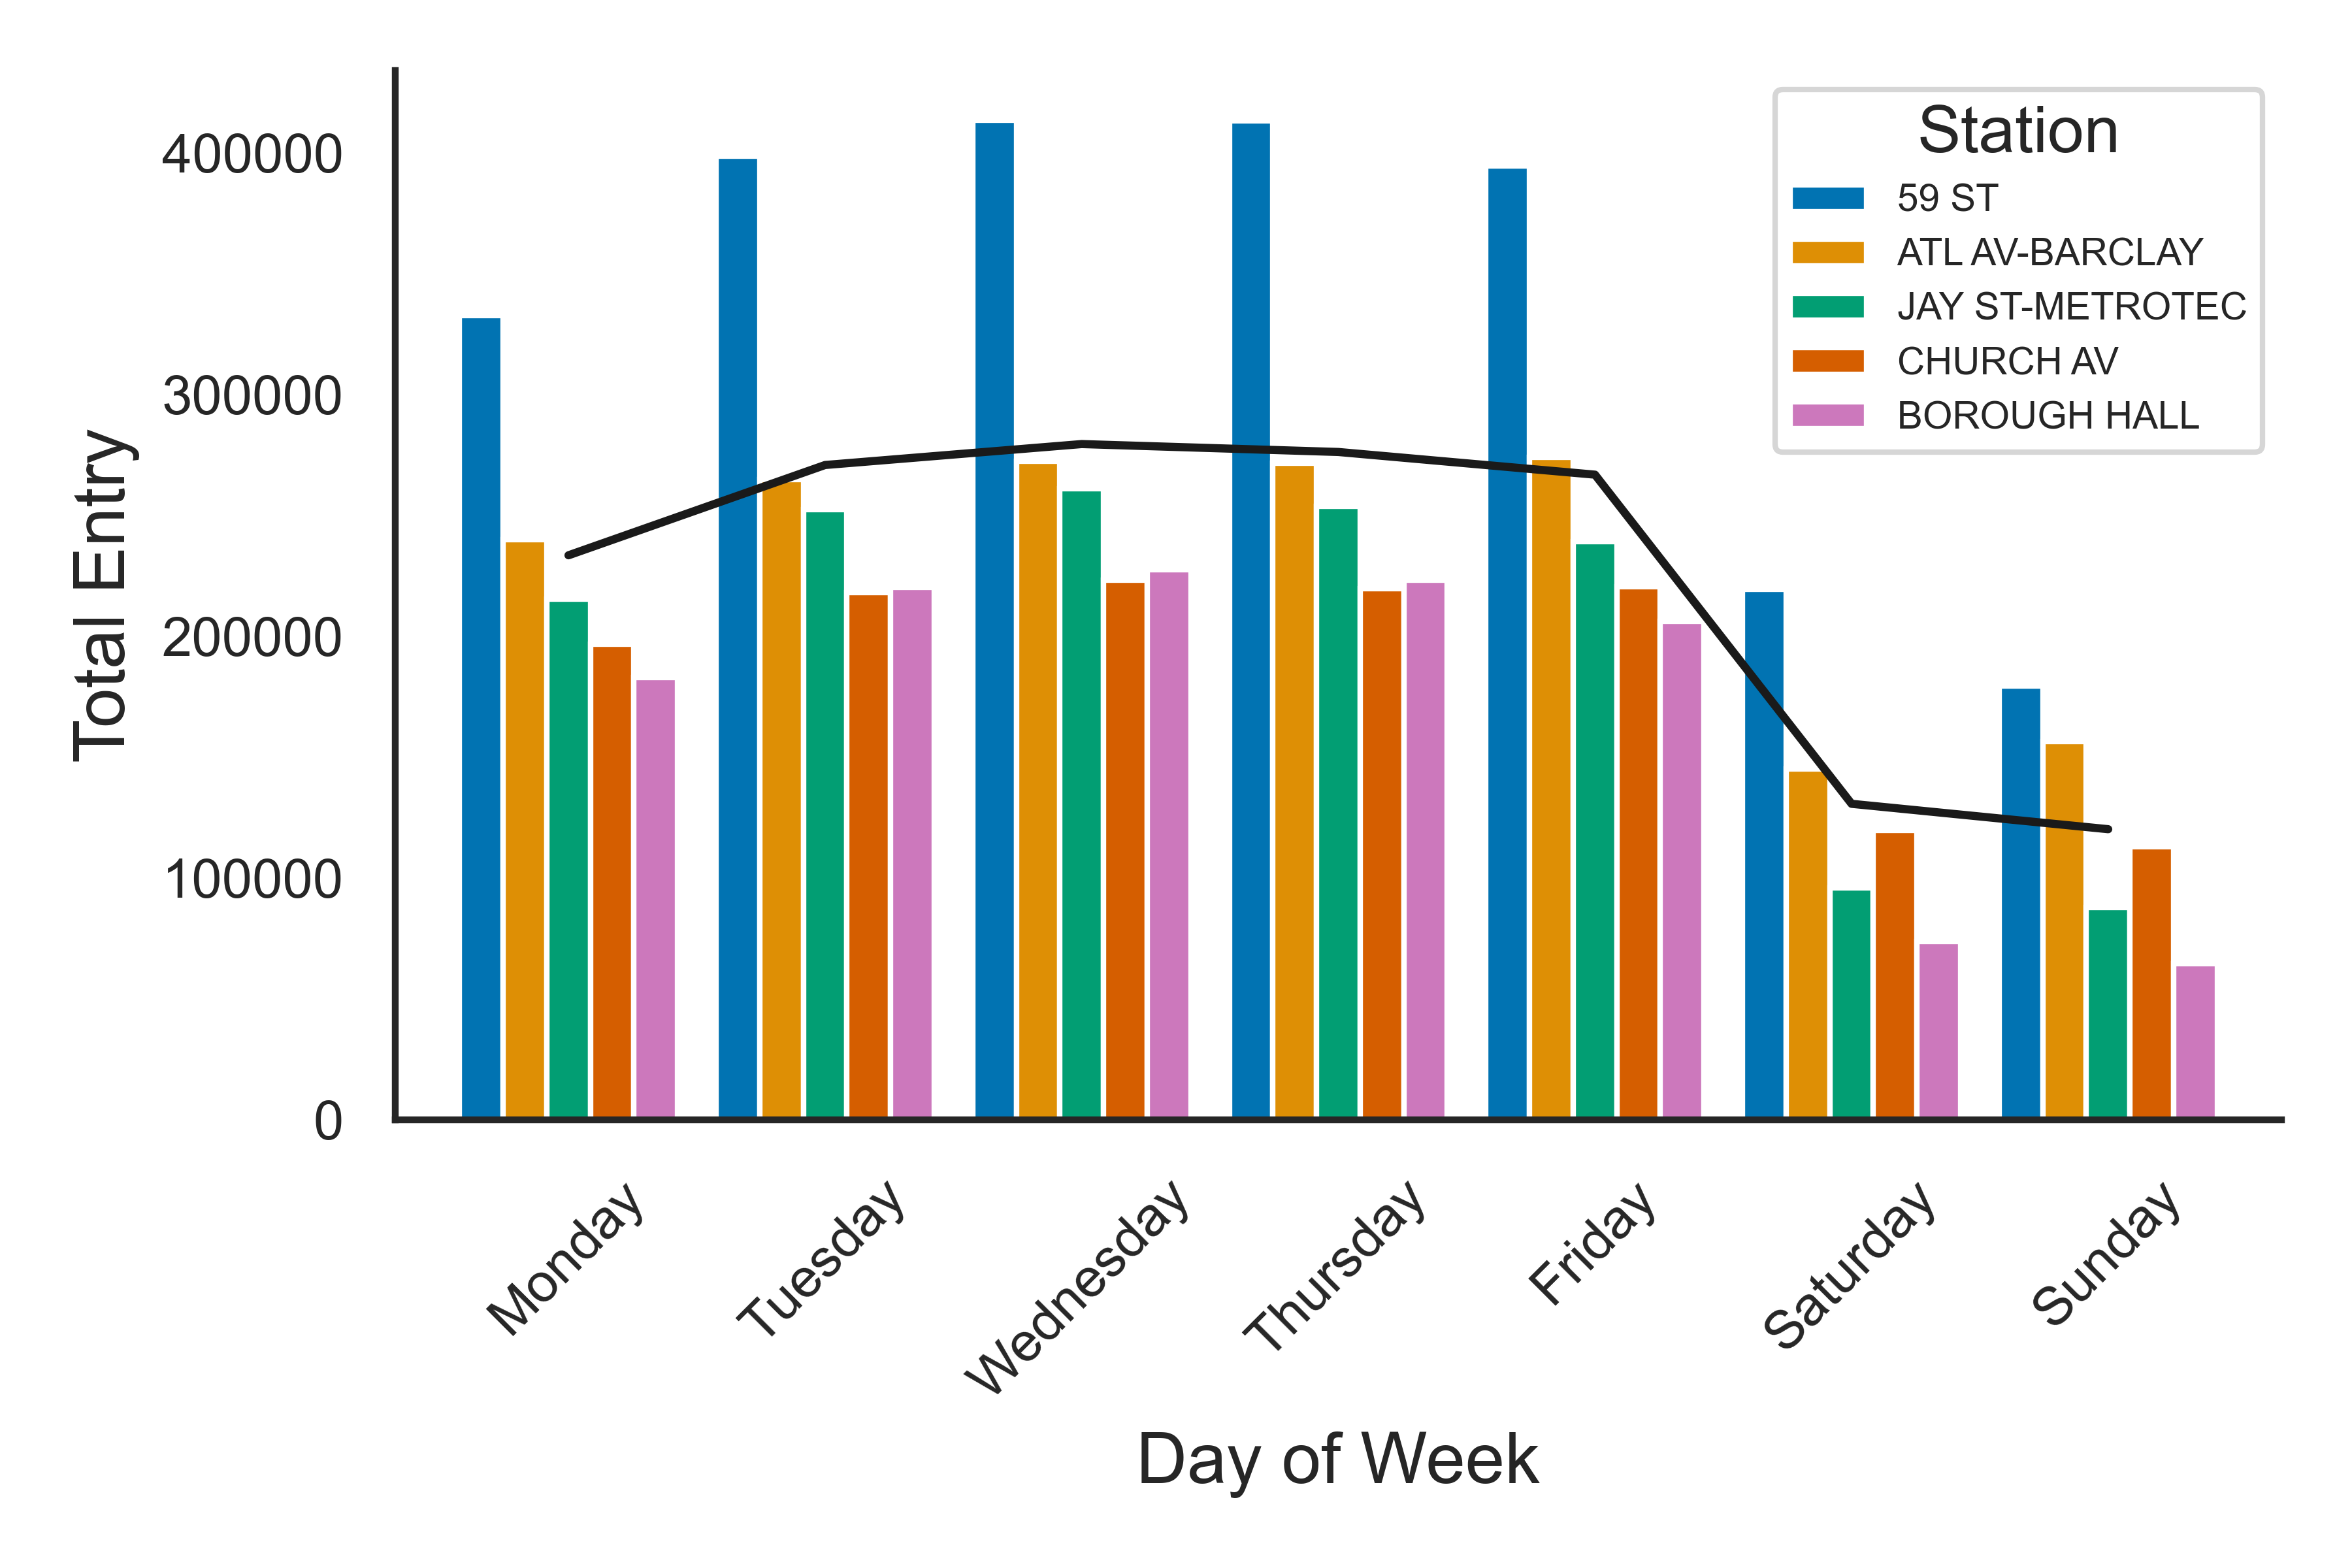 Total Entry
400000
300000
200000
100000
0
Station
59 ST
ATL AV-BARCLAY
JAY ST-METROTEC
CHURCH AV
BOROUGH HALL
Monday
Tuesday
Wednesday
Thursday
Friday
Saturday
Sunday
Day of Week